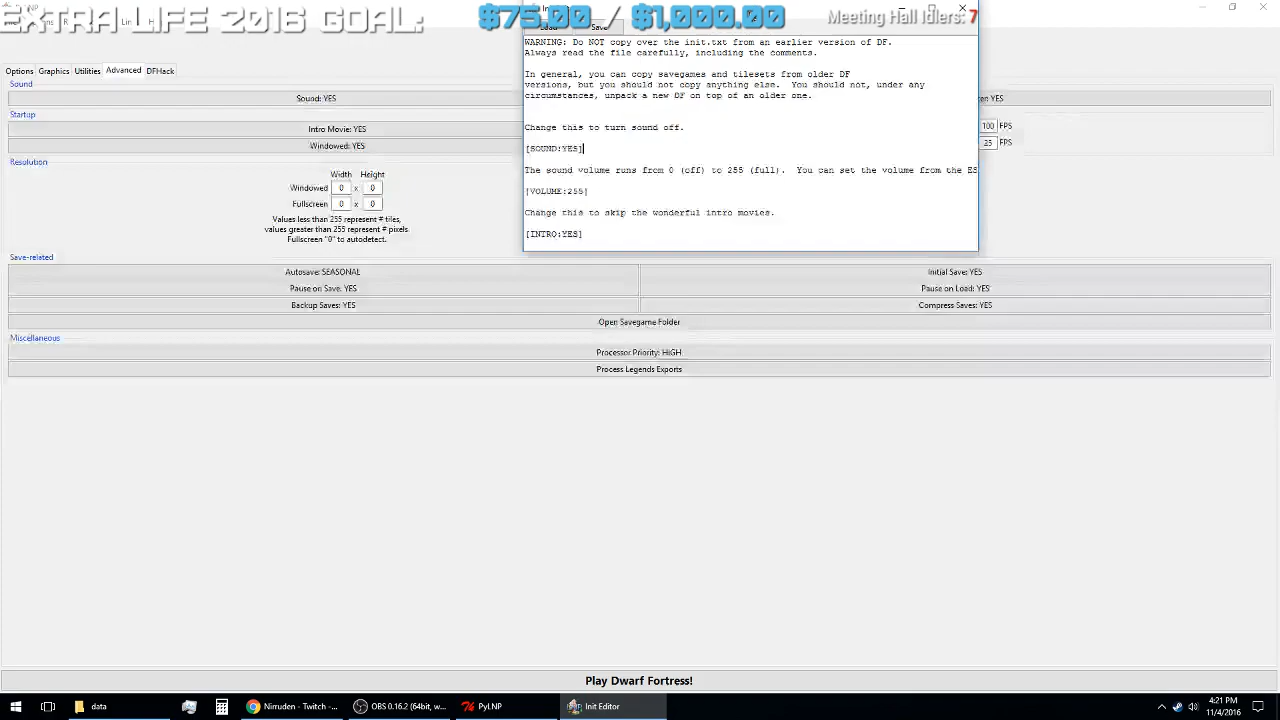 EXTRA LIFE 2016 GOAL:
$75.00 / $1,000.00
Meeting Hall Idlers: 7
Load
Save
Options
Graphics
Utilities
Advanced
DFHack
Sound
Sound: YES
Startup
Intro Movie: YES
Windowed: YES
Resolution
Width Height
Windowed 0 x 0
Fullscreen 0 x 0
Values less than 255 represent # tiles,
values greater than 255 represent # pixels.
Fullscreen "0" to autodetect.
WARNING: Do NOT copy over the init.txt from an earlier version of DF.
Always read the file carefully, including the comments.
In general, you can copy savegames and tilesets from older DF
versions, but you should not copy anything else. You should not, under any
circumstances, unpack a new DF on top of an older one.
Change this to turn sound off.
[SOUND:YES]
The sound volume runs from 0 (off) to 255 (full). You can set the volume from the ES
[VOLUME:255]
Change this to skip the wonderful intro movies.
[INTRO:YES]
YES
100 FPS
25 FPS
Save-related
Autosave: SEASONAL
Initial Save: YES
Pause on Save: YES
Pause on Load: YES
Backup Saves: YES
Compress Saves: YES
Open Savegame Folder
Miscellaneous
Processor Priority: HIGH
Process Legends Exports
Play Dwarf Fortress!
data
Nirruden - Twitch -...
OBS 0.16.2 (64bit, w...
PyLNP
Init Editor
4:21 PM
11/4/2016